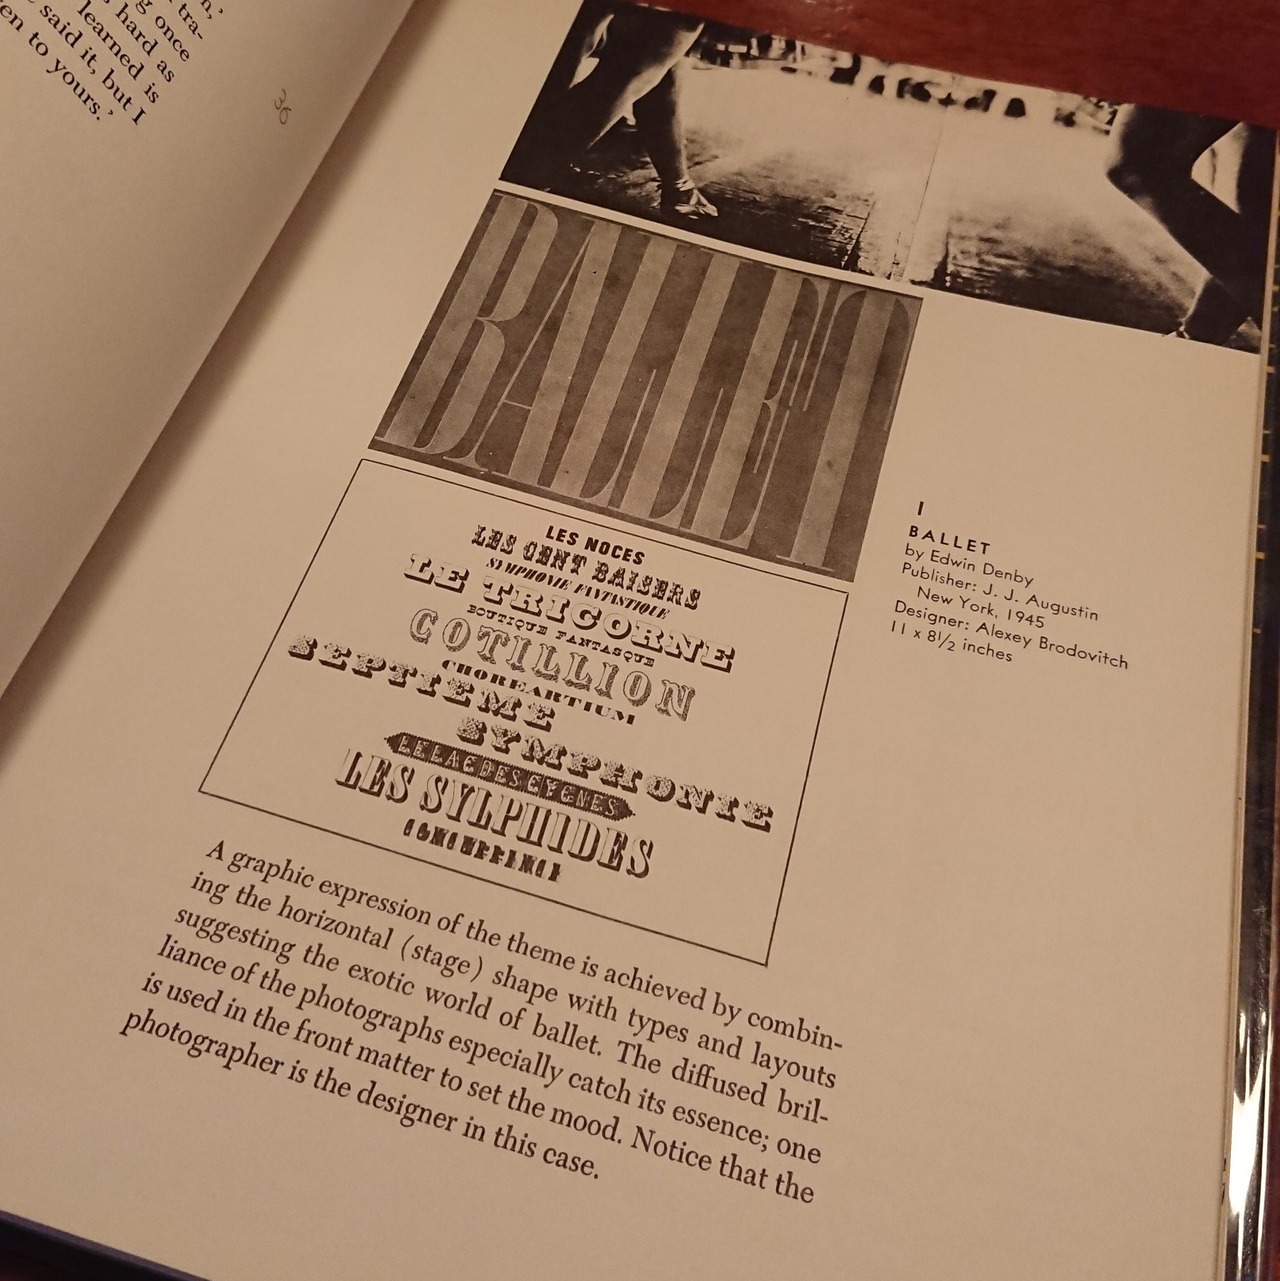 n,'
tra-
g once
hard as
learned is
said it, but I
en to yours.'
36
BALLET
LES NOCES
LES CENT BAISERS
SYMPHONIE FANTASTIQUE
LE TRICORNE
BOUTIQUE FANTASQUE
COTILLION
CHOREARTIUM
SEPTIEME
SYMPHONIE
LE LAC DES CYGNES
LES SYLPHIDES
I
BALLET
by Edwin Denby
Publisher: J. J. Augustin
New York, 1945
Designer: Alexey Brodovitch
11 x 8½ inches
A graphic expression of the theme is achieved by combin-
ing the horizontal (stage) shape with types and layouts
suggesting the exotic world of ballet. The diffused bril-
liance of the photographs especially catch its essence; one
is used in the front matter to set the mood. Notice that the
photographer is the designer in this case.